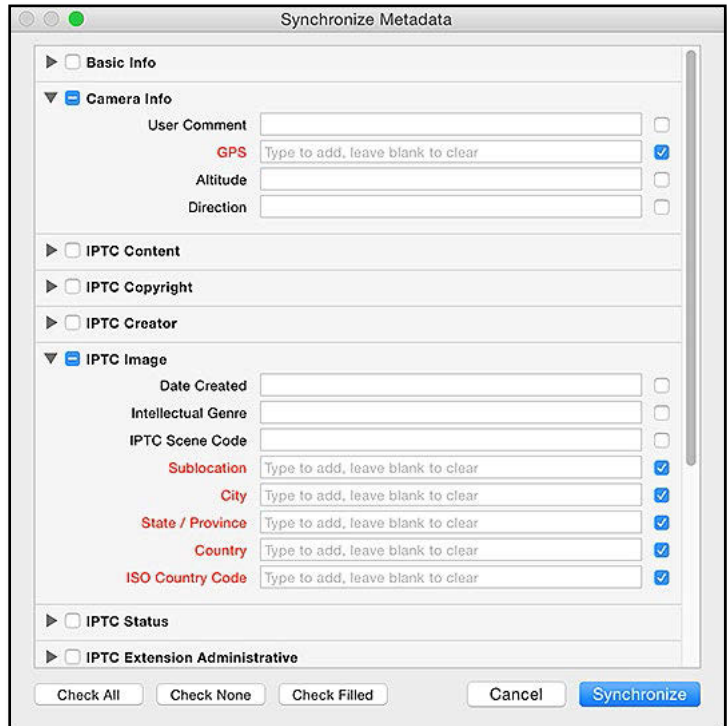 Synchronize Metadata
Basic Info
Camera Info
User Comment
GPS Type to add, leave blank to clear
Altitude
Direction
IPTC Content
IPTC Copyright
IPTC Creator
IPTC Image
Date Created
Intellectual Genre
IPTC Scene Code
Sublocation Type to add, leave blank to clear
City Type to add, leave blank to clear
State / Province Type to add, leave blank to clear
Country Type to add, leave blank to clear
ISO Country Code Type to add, leave blank to clear
IPTC Status
IPTC Extension Administrative
Check All Check None Check Filled Cancel Synchronize